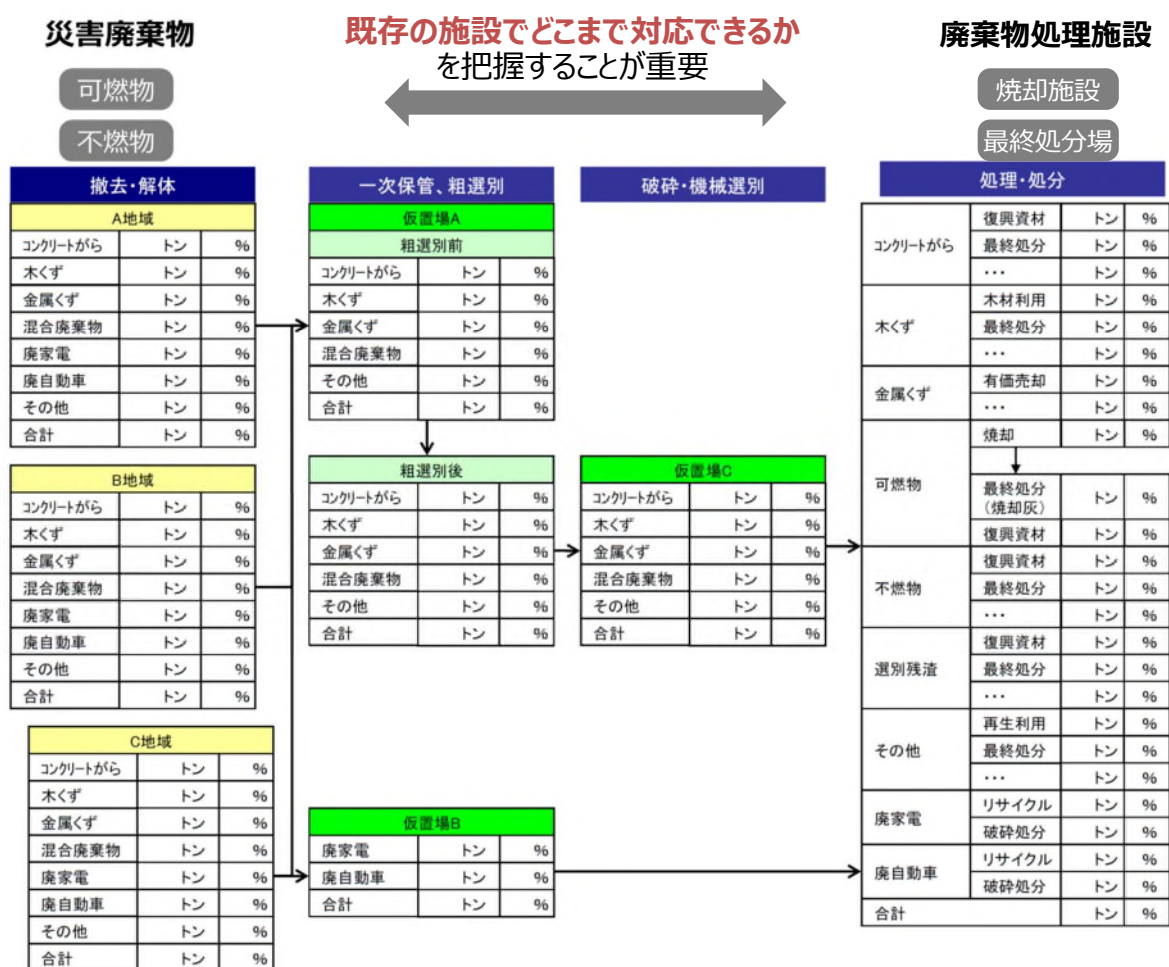 災害廃棄物
可燃物
不燃物
既存の施設でどこまで対応できるか
を把握することが重要
廃棄物処理施設
焼却施設
最終処分場
撤去・解体
A地域
コンクリートがら トン %
木くず トン %
金属くず トン %
混合廃棄物 トン %
廃家電 トン %
廃自動車 トン %
その他 トン %
合計 トン %
B地域
コンクリートがら トン %
木くず トン %
金属くず トン %
混合廃棄物 トン %
廃家電 トン %
廃自動車 トン %
その他 トン %
合計 トン %
C地域
コンクリートがら トン %
木くず トン %
金属くず トン %
混合廃棄物 トン %
廃家電 トン %
廃自動車 トン %
その他 トン %
合計 トン %
一次保管、粗選別
仮置場A
粗選別前
コンクリートがら トン %
木くず トン %
金属くず トン %
混合廃棄物 トン %
その他 トン %
合計 トン %
粗選別後
コンクリートがら トン %
木くず トン %
金属くず トン %
混合廃棄物 トン %
その他 トン %
合計 トン %
仮置場B
廃家電 トン %
廃自動車 トン %
合計 トン %
破砕・機械選別
仮置場C
コンクリートがら トン %
木くず トン %
金属くず トン %
混合廃棄物 トン %
その他 トン %
合計 トン %
処理・処分
コンクリートがら
復興資材 トン %
最終処分 トン %
・・・ トン %
木くず
木材利用 トン %
最終処分 トン %
・・・ トン %
金属くず
有価売却 トン %
・・・ トン %
可燃物
焼却 トン %
最終処分
(焼却灰) トン %
復興資材 トン %
不燃物
復興資材 トン %
最終処分 トン %
・・・ トン %
選別残渣
復興資材 トン %
最終処分 トン %
・・・ トン %
その他
再生利用 トン %
最終処分 トン %
・・・ トン %
廃家電
リサイクル トン %
破砕処分 トン %
廃自動車
リサイクル トン %
破砕処分 トン %
合計 トン %